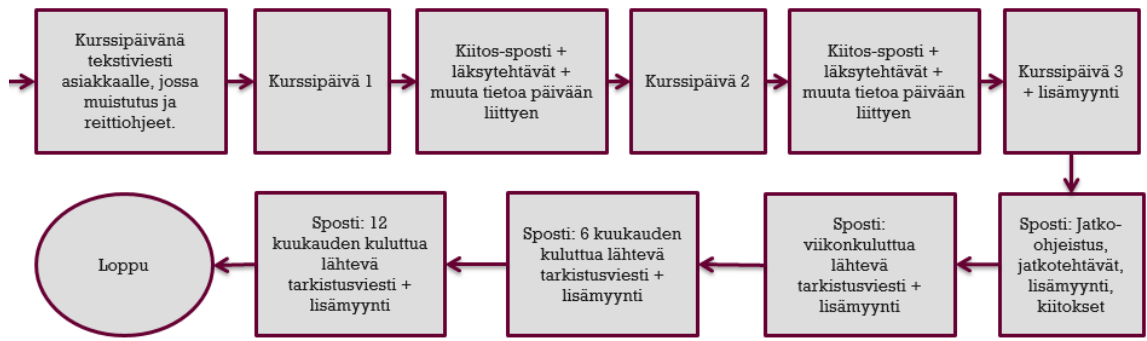 Kurssipäivänä
tekstiviesti
asiakkaalle, jossa
muistutus ja
reittiohjeet.
Kurssipäivä 1
Kiitos-sposti +
läksytehtävät +
muuta tietoa päivään
liittyen
Kurssipäivä 2
Kiitos-sposti +
läksytehtävät +
muuta tietoa päivään
liittyen
Kurssipäivä 3
+ lisämyynti
Sposti: Jatko-
ohjeistus,
jatkotehtävät,
lisämyynti,
kiitokset
Sposti:
viikonkuluttua
lähtevä
tarkistusviesti +
lisämyynti
Sposti: 6 kuukauden
kuluttua lähtevä
tarkistusviesti +
lisämyynti
Sposti: 12
kuukauden kuluttua
lähtevä
tarkistusviesti +
lisämyynti
Loppu